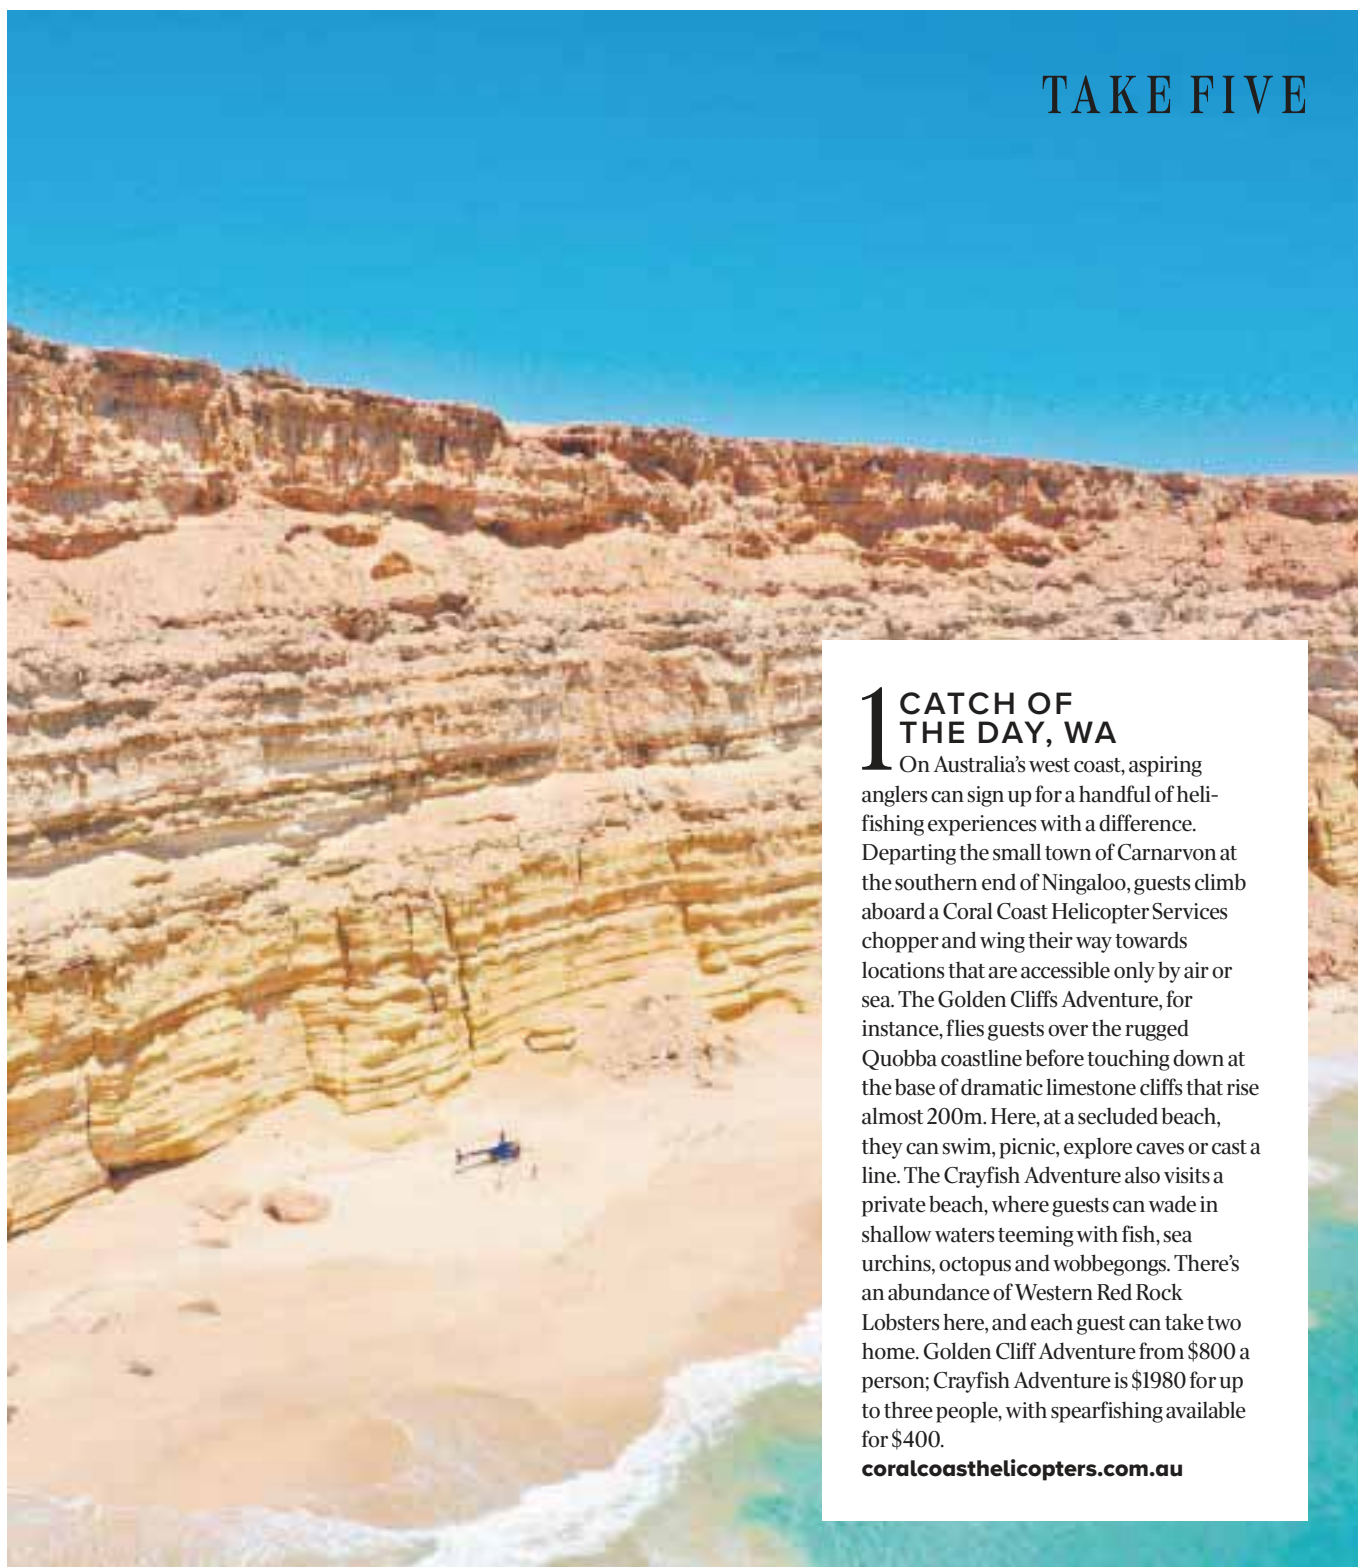 TAKE FIVE
1 CATCH OF
THE DAY, WA
On Australia's west coast, aspiring
anglers can sign up for a handful of heli-
fishing experiences with a difference.
Departing the small town of Carnarvon at
the southern end of Ningaloo, guests climb
aboard a Coral Coast Helicopter Services
chopper and wing their way towards
locations that are accessible only by air or
sea. The Golden Cliffs Adventure, for
instance, flies guests over the rugged
Quobba coastline before touching down at
the base of dramatic limestone cliffs that rise
almost 200m. Here, at a secluded beach,
they can swim, picnic, explore caves or cast a
line. The Crayfish Adventure also visits a
private beach, where guests can wade in
shallow waters teeming with fish, sea
urchins, octopus and wobbegongs. There's
an abundance of Western Red Rock
Lobsters here, and each guest can take two
home. Golden Cliff Adventure from $800 a
person; Crayfish Adventure is $1980 for up
to three people, with spearfishing available
for $400.
coralcoasthelicopters.com.au